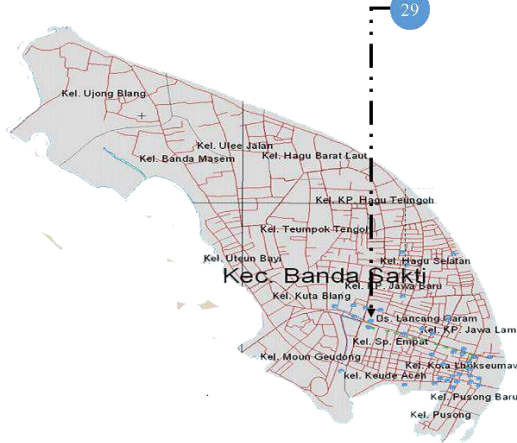 29
Kel. Ujong Blang
Kel. Ulee Jalan
Kel. Banda Masem
Kel. Hagu Barat Laut
Kel. KP. Hagu Teungoh
Kel. Teumpok Tengoh
Kel. Uteun Bayi
Kel. Hagu Selatan
Kec. Banda Sakti
Kel. KP. Jawa Baru
Kel. Kuta Blang
Ds. Lancang Garam
Kel. KP. Jawa Lam
Kel. Sp. Empat
Kel. Moun Geudong
Kel. Kota Lhokseumaw
Kel. Keude Aceh
Kel. Pusong Baru
Kel. Pusong